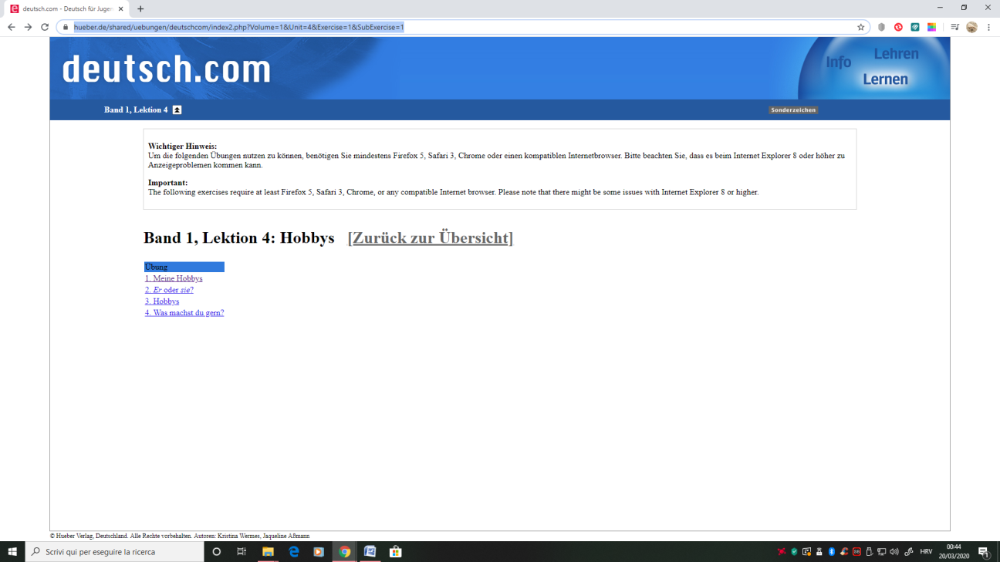 deutsch.com - Deutsch für Jugen
hueber.de/shared/uebungen/deutschcom/index2.php?Volume=1&Unit=4&Exercise=1&SubExercise=1
deutsch.com
Info
Lehren
Lernen
Band 1, Lektion 4
Sonderzeichen
Wichtiger Hinweis:
Um die folgenden Übungen nutzen zu können, benötigen Sie mindestens Firefox 5, Safari 3, Chrome oder einen kompatiblen Internetbrowser. Bitte beachten Sie, dass es beim Internet Explorer 8 oder höher zu
Anzeigeproblemen kommen kann.
Important:
The following exercises require at least Firefox 5, Safari 3, Chrome, or any compatible Internet browser. Please note that there might be some issues with Internet Explorer 8 or higher.
Band 1, Lektion 4: Hobbys [Zurück zur Übersicht]
Übung
1. Meine Hobbys
2. Er oder sie?
3. Hobbys
4. Was machst du gern?
© Hueber Verlag, Deutschland. Alle Rechte vorbehalten. Autoren: Kristina Wermes, Jaqueline Aßmann
Scrivi qui per eseguire la ricerca
HRV
00:44
20/03/2020